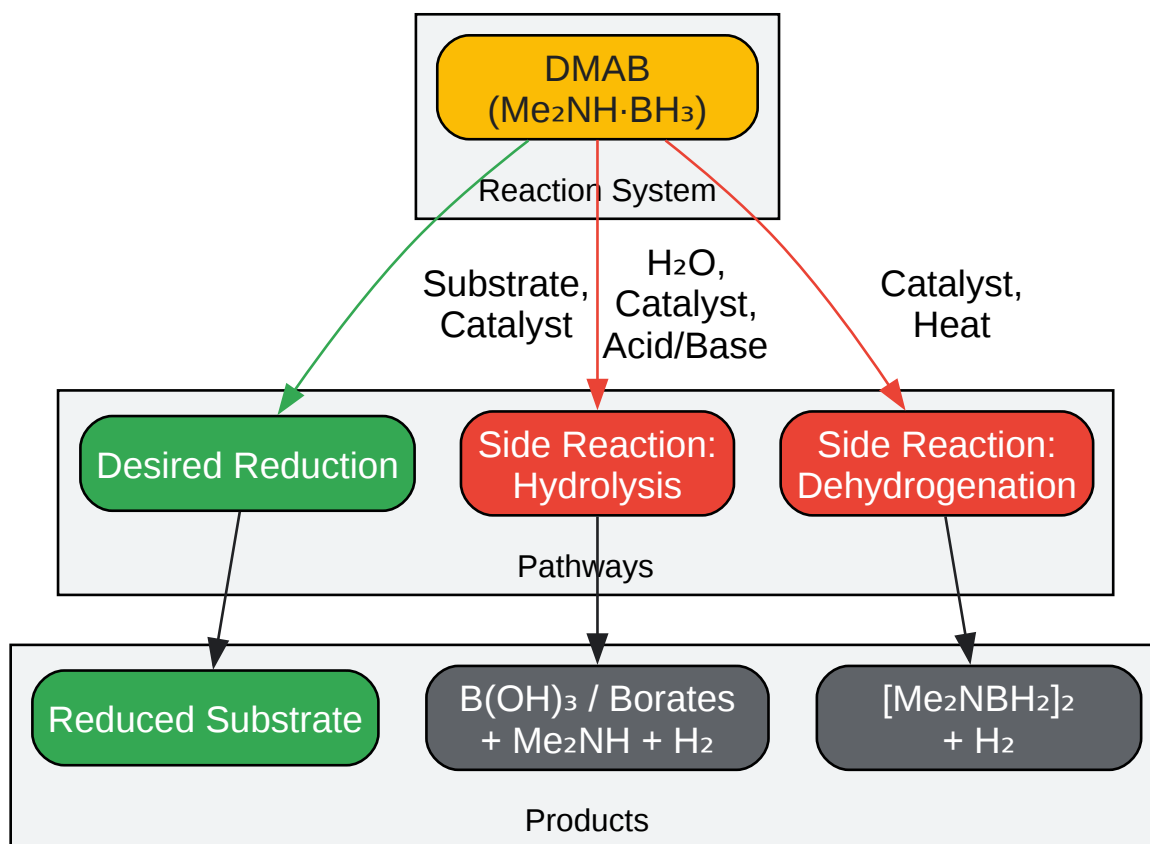 DMAB
(Me₂NH·BH₃)
Reaction System
Substrate,
Catalyst
H₂O,
Catalyst,
Acid/Base
Catalyst,
Heat
Desired Reduction
Side Reaction:
Hydrolysis
Side Reaction:
Dehydrogenation
Pathways
Reduced Substrate
B(OH)₃ / Borates
+ Me₂NH + H₂
[Me₂NBH₂]₂
+ H₂
Products